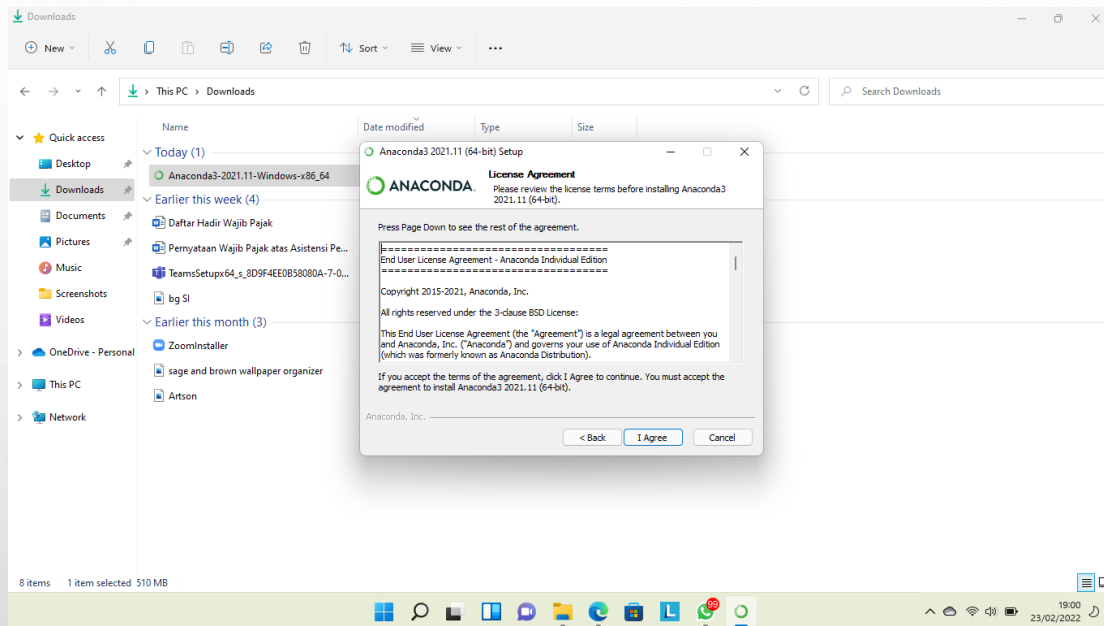 Downloads
New
Sort
View
This PC > Downloads
Search Downloads
Name
Date modified
Type
Size
Quick access
Desktop
Downloads
Documents
Pictures
Music
Screenshots
Videos
OneDrive - Personal
This PC
Network
Today (1)
Anaconda3-2021.11-Windows-x86_64
Earlier this week (4)
Daftar Hadir Wajib Pajak
Pernyataan Wajib Pajak atas Asistensi Pe...
TeamsSetupx64_s_8D9F4EE0B58080A-7-0...
bg SI
Earlier this month (3)
ZoomInstaller
sage and brown wallpaper organizer
Artson
Anaconda3 2021.11 (64-bit) Setup
ANACONDA.
License Agreement
Please review the license terms before installing Anaconda3
2021.11 (64-bit).
Press Page Down to see the rest of the agreement.
===================================
End User License Agreement - Anaconda Individual Edition
===================================
Copyright 2015-2021, Anaconda, Inc.
All rights reserved under the 3-clause BSD License:
This End User License Agreement (the "Agreement") is a legal agreement between you
and Anaconda, Inc. ("Anaconda") and governs your use of Anaconda Individual Edition
(which was formerly known as Anaconda Distribution).
If you accept the terms of the agreement, click I Agree to continue. You must accept the
agreement to install Anaconda3 2021.11 (64-bit).
Anaconda, Inc.
< Back
I Agree
Cancel
8 items
1 item selected 510 MB
L
99
19:00
23/02/2022